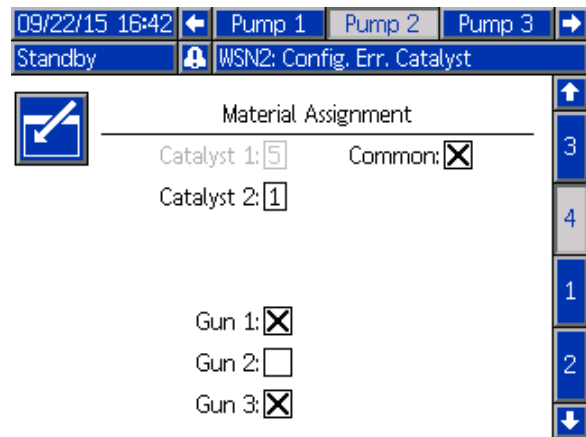 09/22/15 16:42 Pump 1 Pump 2 Pump 3
Standby WSN2: Config. Err. Catalyst
Material Assignment
Catalyst 1: 5 Common:
3
Catalyst 2: 1
4
1
Gun 1:
Gun 2:
2
Gun 3: